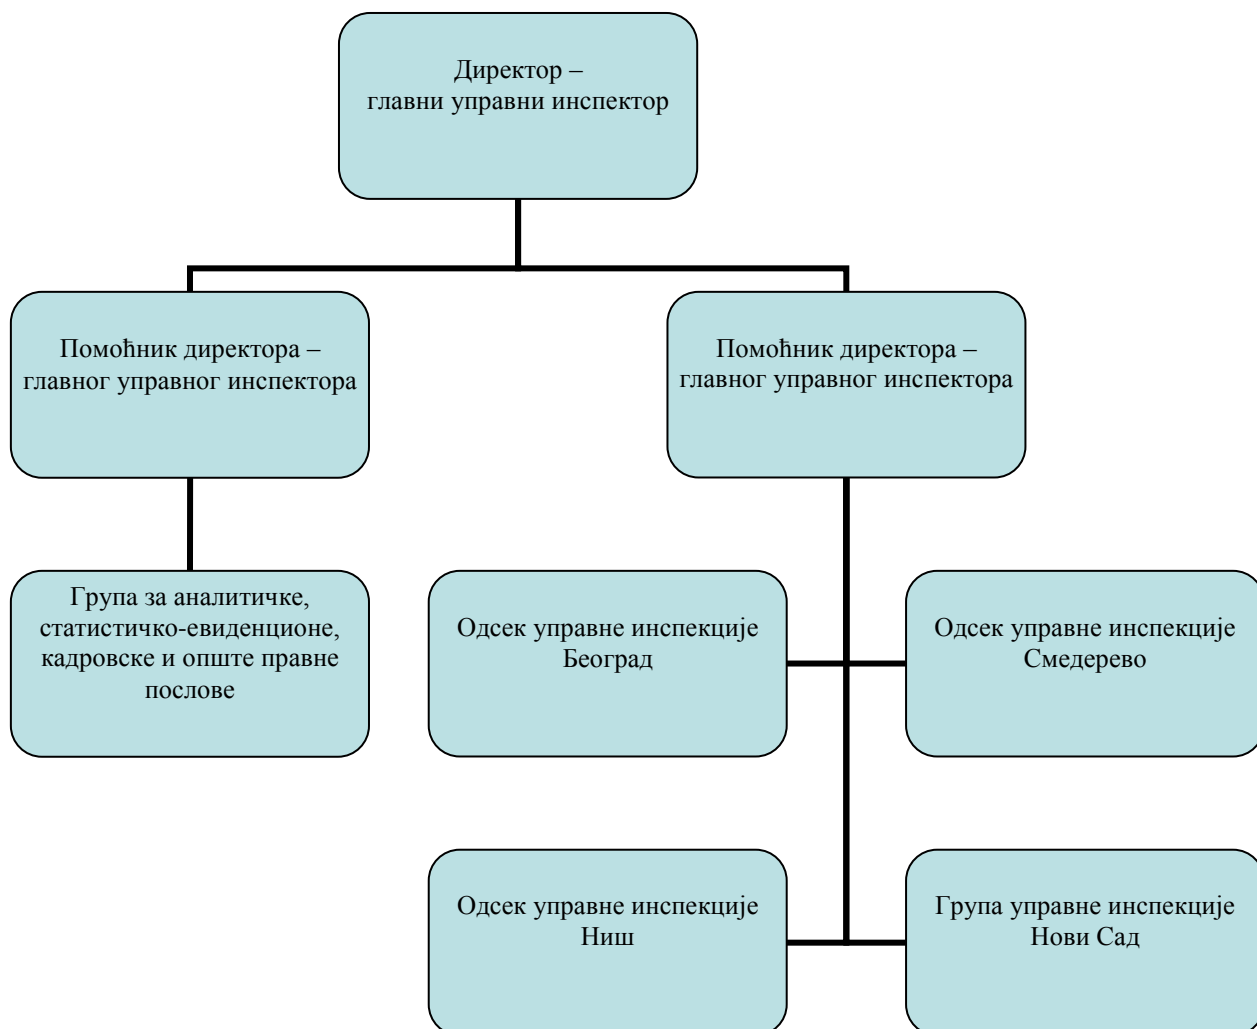 Директор –
главни управни инспектор
Помоћник директора –
главног управног инспектора
Помоћник директора –
главног управног инспектора
Група за аналитичке,
статистичко-евиденционе,
кадровске и опште правне
послове
Одсек управне инспекције
Београд
Одсек управне инспекције
Смедерево
Одсек управне инспекције
Ниш
Група управне инспекције
Нови Сад